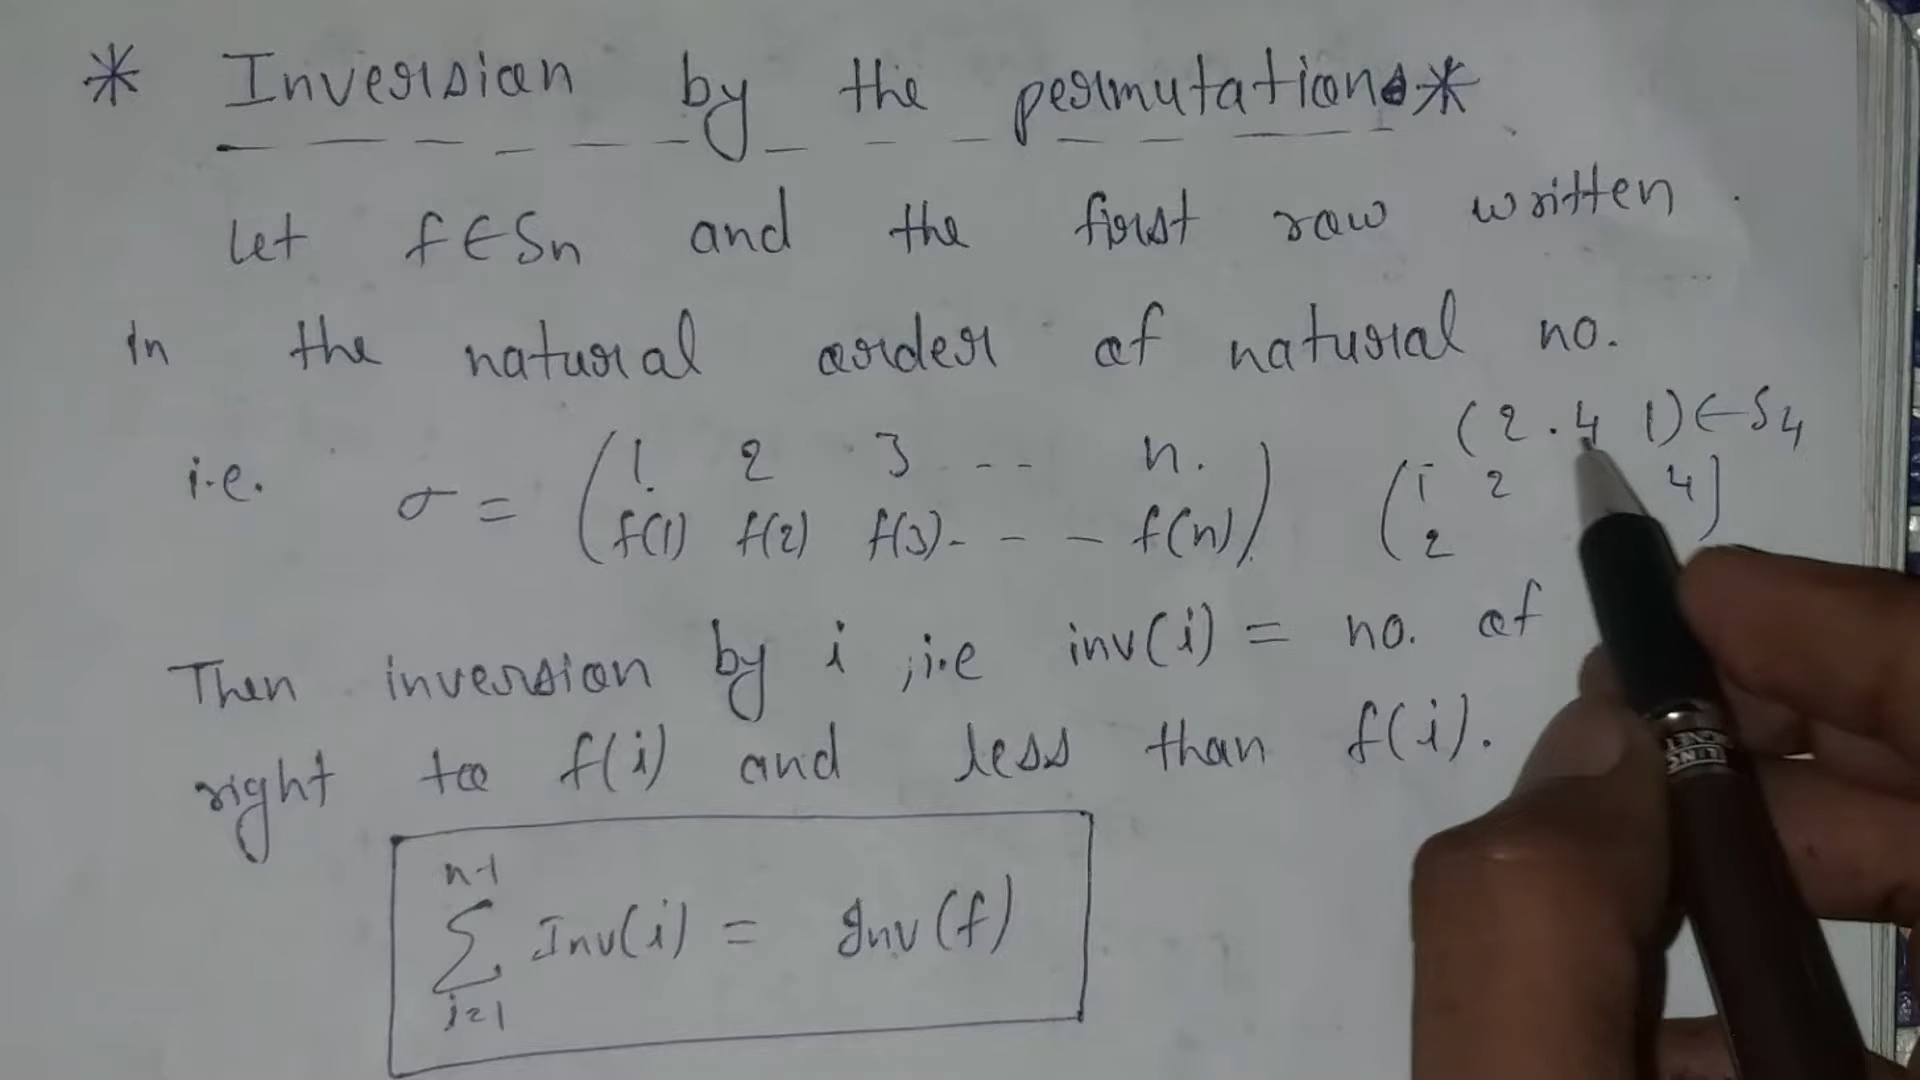 * Inversion by the permutations *
Let f∈Sn and the first raw written
in the natural order of natural no.
(2 4 1)∈S4
i.e. σ = (1 2 3 -- n.
f(1) f(2) f(3)- - - f(n))
(1 2 4)
2
Then inversion by i, i.e inv(i) = no. of
right to f(i) and less than f(i).
n-1
∑ Inv(i) = Inv(f)
i=1